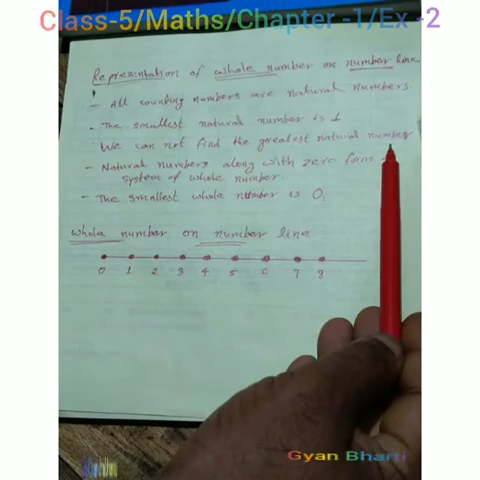 Class-5/Maths/Chapter -1/Ex -2
Representation of whole number on number line
- All counting numbers are natural numbers.
- The smallest natural number is 1
We can not find the greatest natural number
- Natural numbers along with zero form
system of whole number.
- The smallest whole number is 0.
whole number on number line
0 1 2 3 4 5 6 7 8
Gyan Bharti